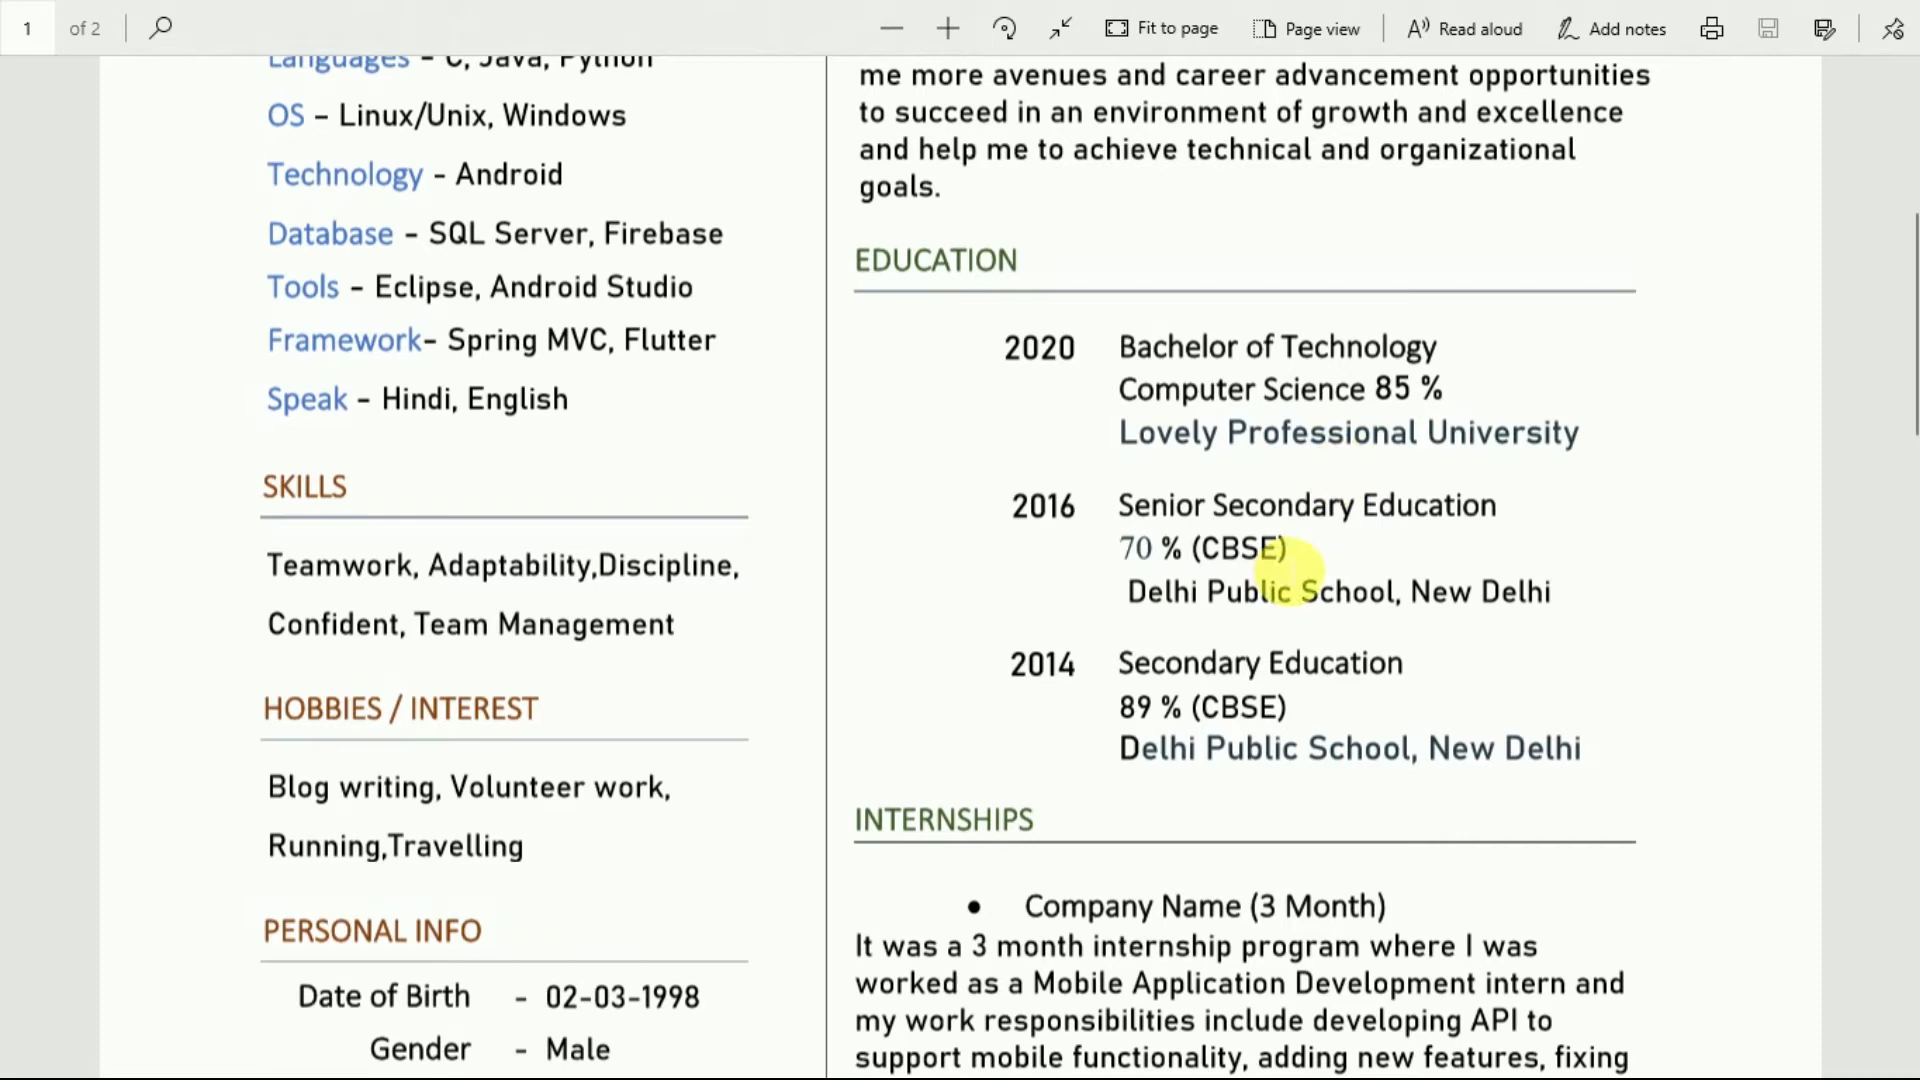 1 of 2
Fit to page
Page view
Read aloud
Add notes
Languages - C, Java, Python
OS - Linux/Unix, Windows
Technology - Android
Database - SQL Server, Firebase
Tools - Eclipse, Android Studio
Framework- Spring MVC, Flutter
Speak - Hindi, English
SKILLS
Teamwork, Adaptability,Discipline,
Confident, Team Management
HOBBIES / INTEREST
Blog writing, Volunteer work,
Running,Travelling
PERSONAL INFO
Date of Birth - 02-03-1998
Gender - Male
me more avenues and career advancement opportunities
to succeed in an environment of growth and excellence
and help me to achieve technical and organizational
goals.
EDUCATION
2020 Bachelor of Technology
Computer Science 85 %
Lovely Professional University
2016 Senior Secondary Education
70 % (CBSE)
Delhi Public School, New Delhi
2014 Secondary Education
89 % (CBSE)
Delhi Public School, New Delhi
INTERNSHIPS
• Company Name (3 Month)
It was a 3 month internship program where I was
worked as a Mobile Application Development intern and
my work responsibilities include developing API to
support mobile functionality, adding new features, fixing